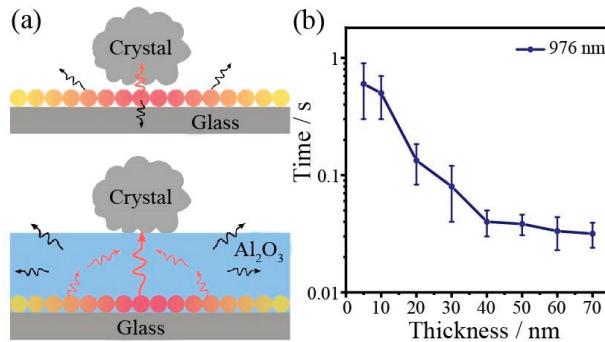 (a)
Crystal
Glass
Crystal
Al₂O₃
Glass
(b)
976 nm
Time / s
1
0.1
0.01
0 10 20 30 40 50 60 70
Thickness / nm